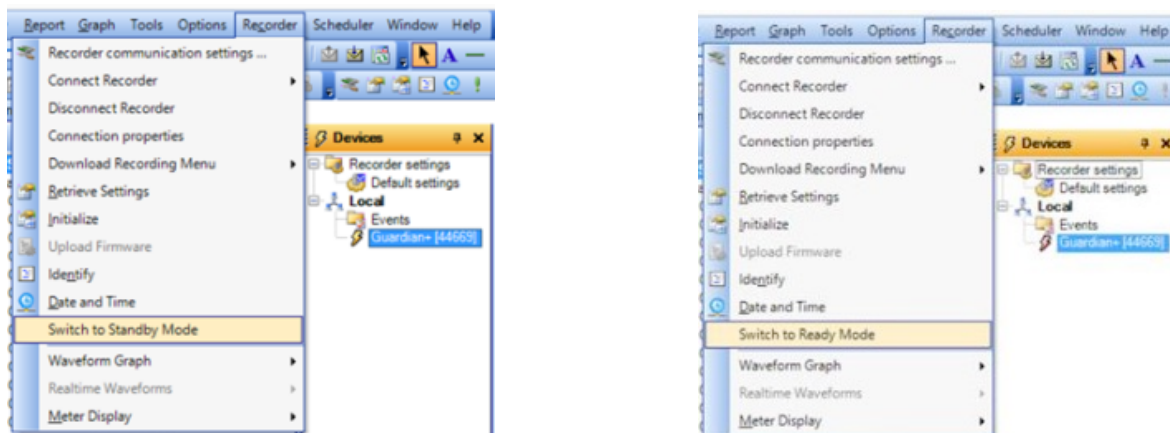 Report Graph Tools Options Recorder Scheduler Window Help
Recorder communication settings ...
A
Connect Recorder
Disconnect Recorder
Connection properties
Devices
Download Recording Menu
Recorder settings
Default settings
Retrieve Settings
Local
Initialize
Events
Guardian+ [44669]
Upload Firmware
Identify
Date and Time
Switch to Standby Mode
Waveform Graph
Realtime Waveforms
Meter Display
Report Graph Tools Options Recorder Scheduler Window Help
Recorder communication settings ...
A
Connect Recorder
Disconnect Recorder
Connection properties
Devices
Download Recording Menu
Recorder settings
Default settings
Retrieve Settings
Local
Initialize
Events
Guardian+ [44669]
Upload Firmware
Identify
Date and Time
Switch to Ready Mode
Waveform Graph
Realtime Waveforms
Meter Display